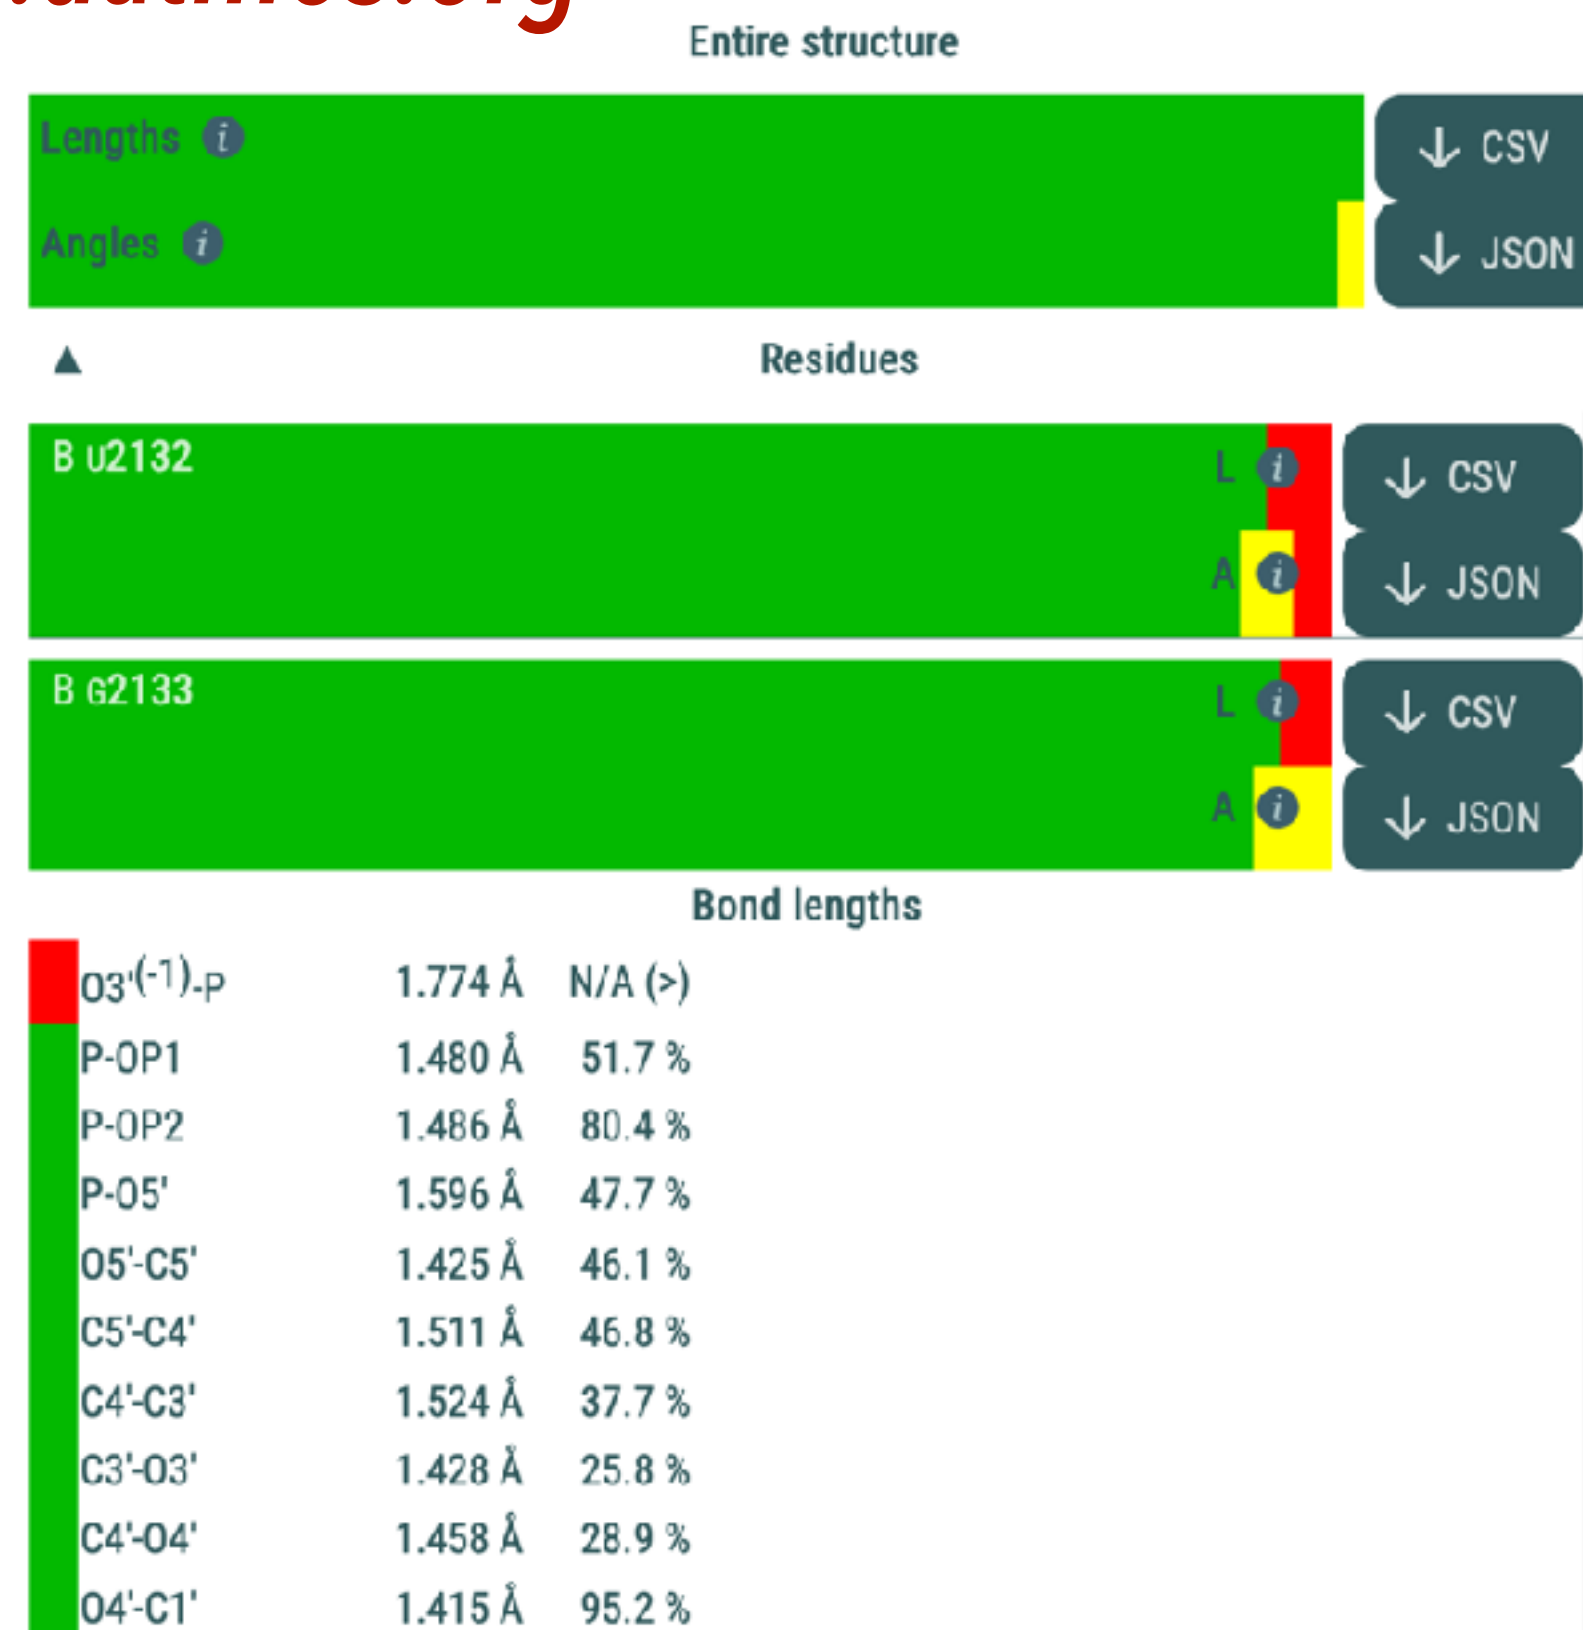 Entire structure
Lengths i
↓ CSV
Angles i
↓ JSON
▲ Residues
B U2132
L i
↓ CSV
A i
↓ JSON
B G2133
L i
↓ CSV
A i
↓ JSON
Bond lengths
O3'(-1)-P 1.774 Å N/A (>)
P-OP1 1.480 Å 51.7 %
P-OP2 1.486 Å 80.4 %
P-O5' 1.596 Å 47.7 %
O5'-C5' 1.425 Å 46.1 %
C5'-C4' 1.511 Å 46.8 %
C4'-C3' 1.524 Å 37.7 %
C3'-O3' 1.428 Å 25.8 %
C4'-O4' 1.458 Å 28.9 %
O4'-C1' 1.415 Å 95.2 %